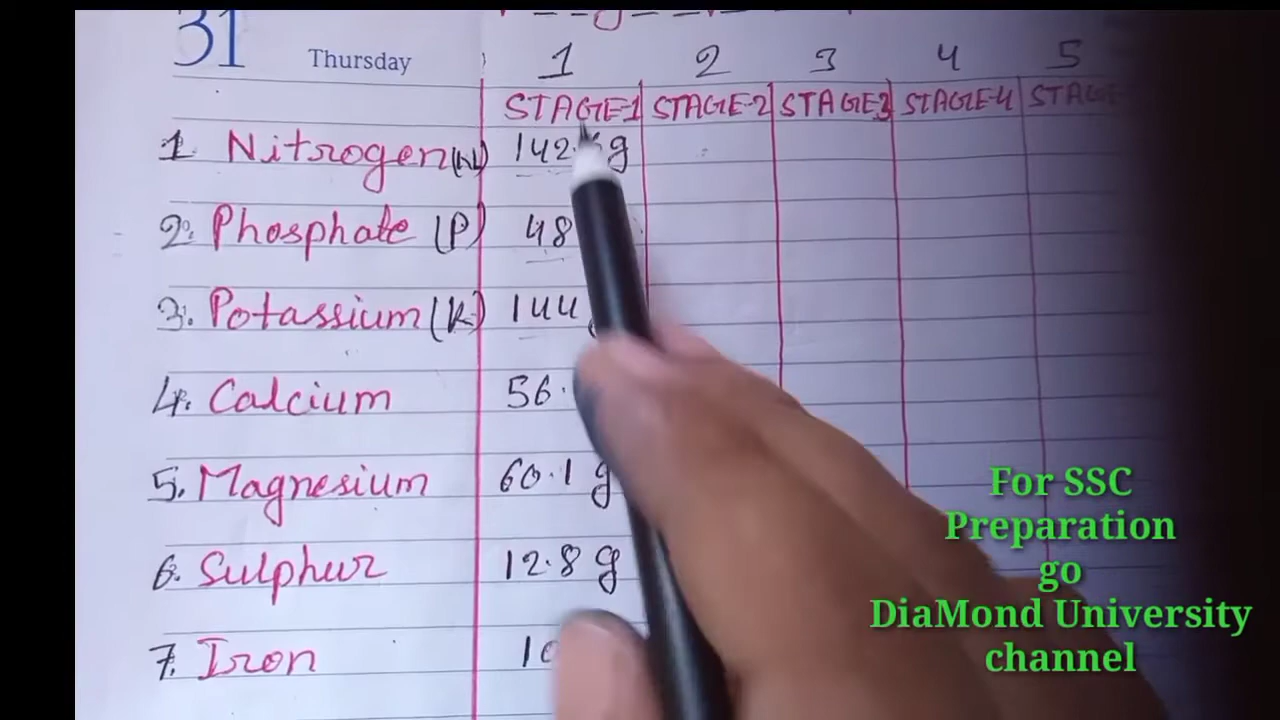 31 Thursday
1 2 3 4 5
STAGE-1 STAGE-2 STAGE3 STAGE-4 STAGE
1 Nitrogen(N) 142. g
2. Phosphate (P) 48
3. Potassium (K) 144
4. Calcium 56.
5. Magnesium 60.1 g
6. Sulphur 12.8 g
7. Iron
For SSC
Preparation
go
DiaMond University
channel